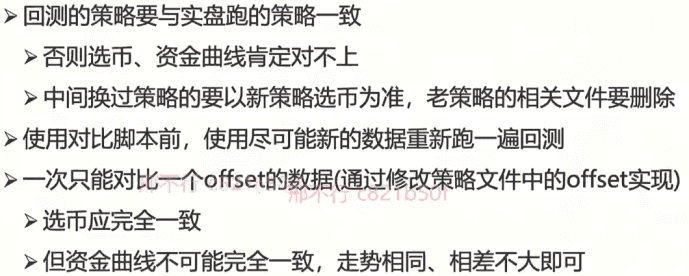 ➢ 回测的策略要与实盘跑的策略一致
➢ 否则选币、资金曲线肯定对不上
➢ 中间换过策略的要以新策略选币为准，老策略的相关文件要删除
➢ 使用对比脚本前，使用尽可能新的数据重新跑一遍回测
➢ 一次只能对比一个offset的数据(通过修改策略文件中的offset实现)
邢不行 c821b50f
➢ 选币应完全一致
➢ 但资金曲线不可能完全一致，走势相同、相差不大即可